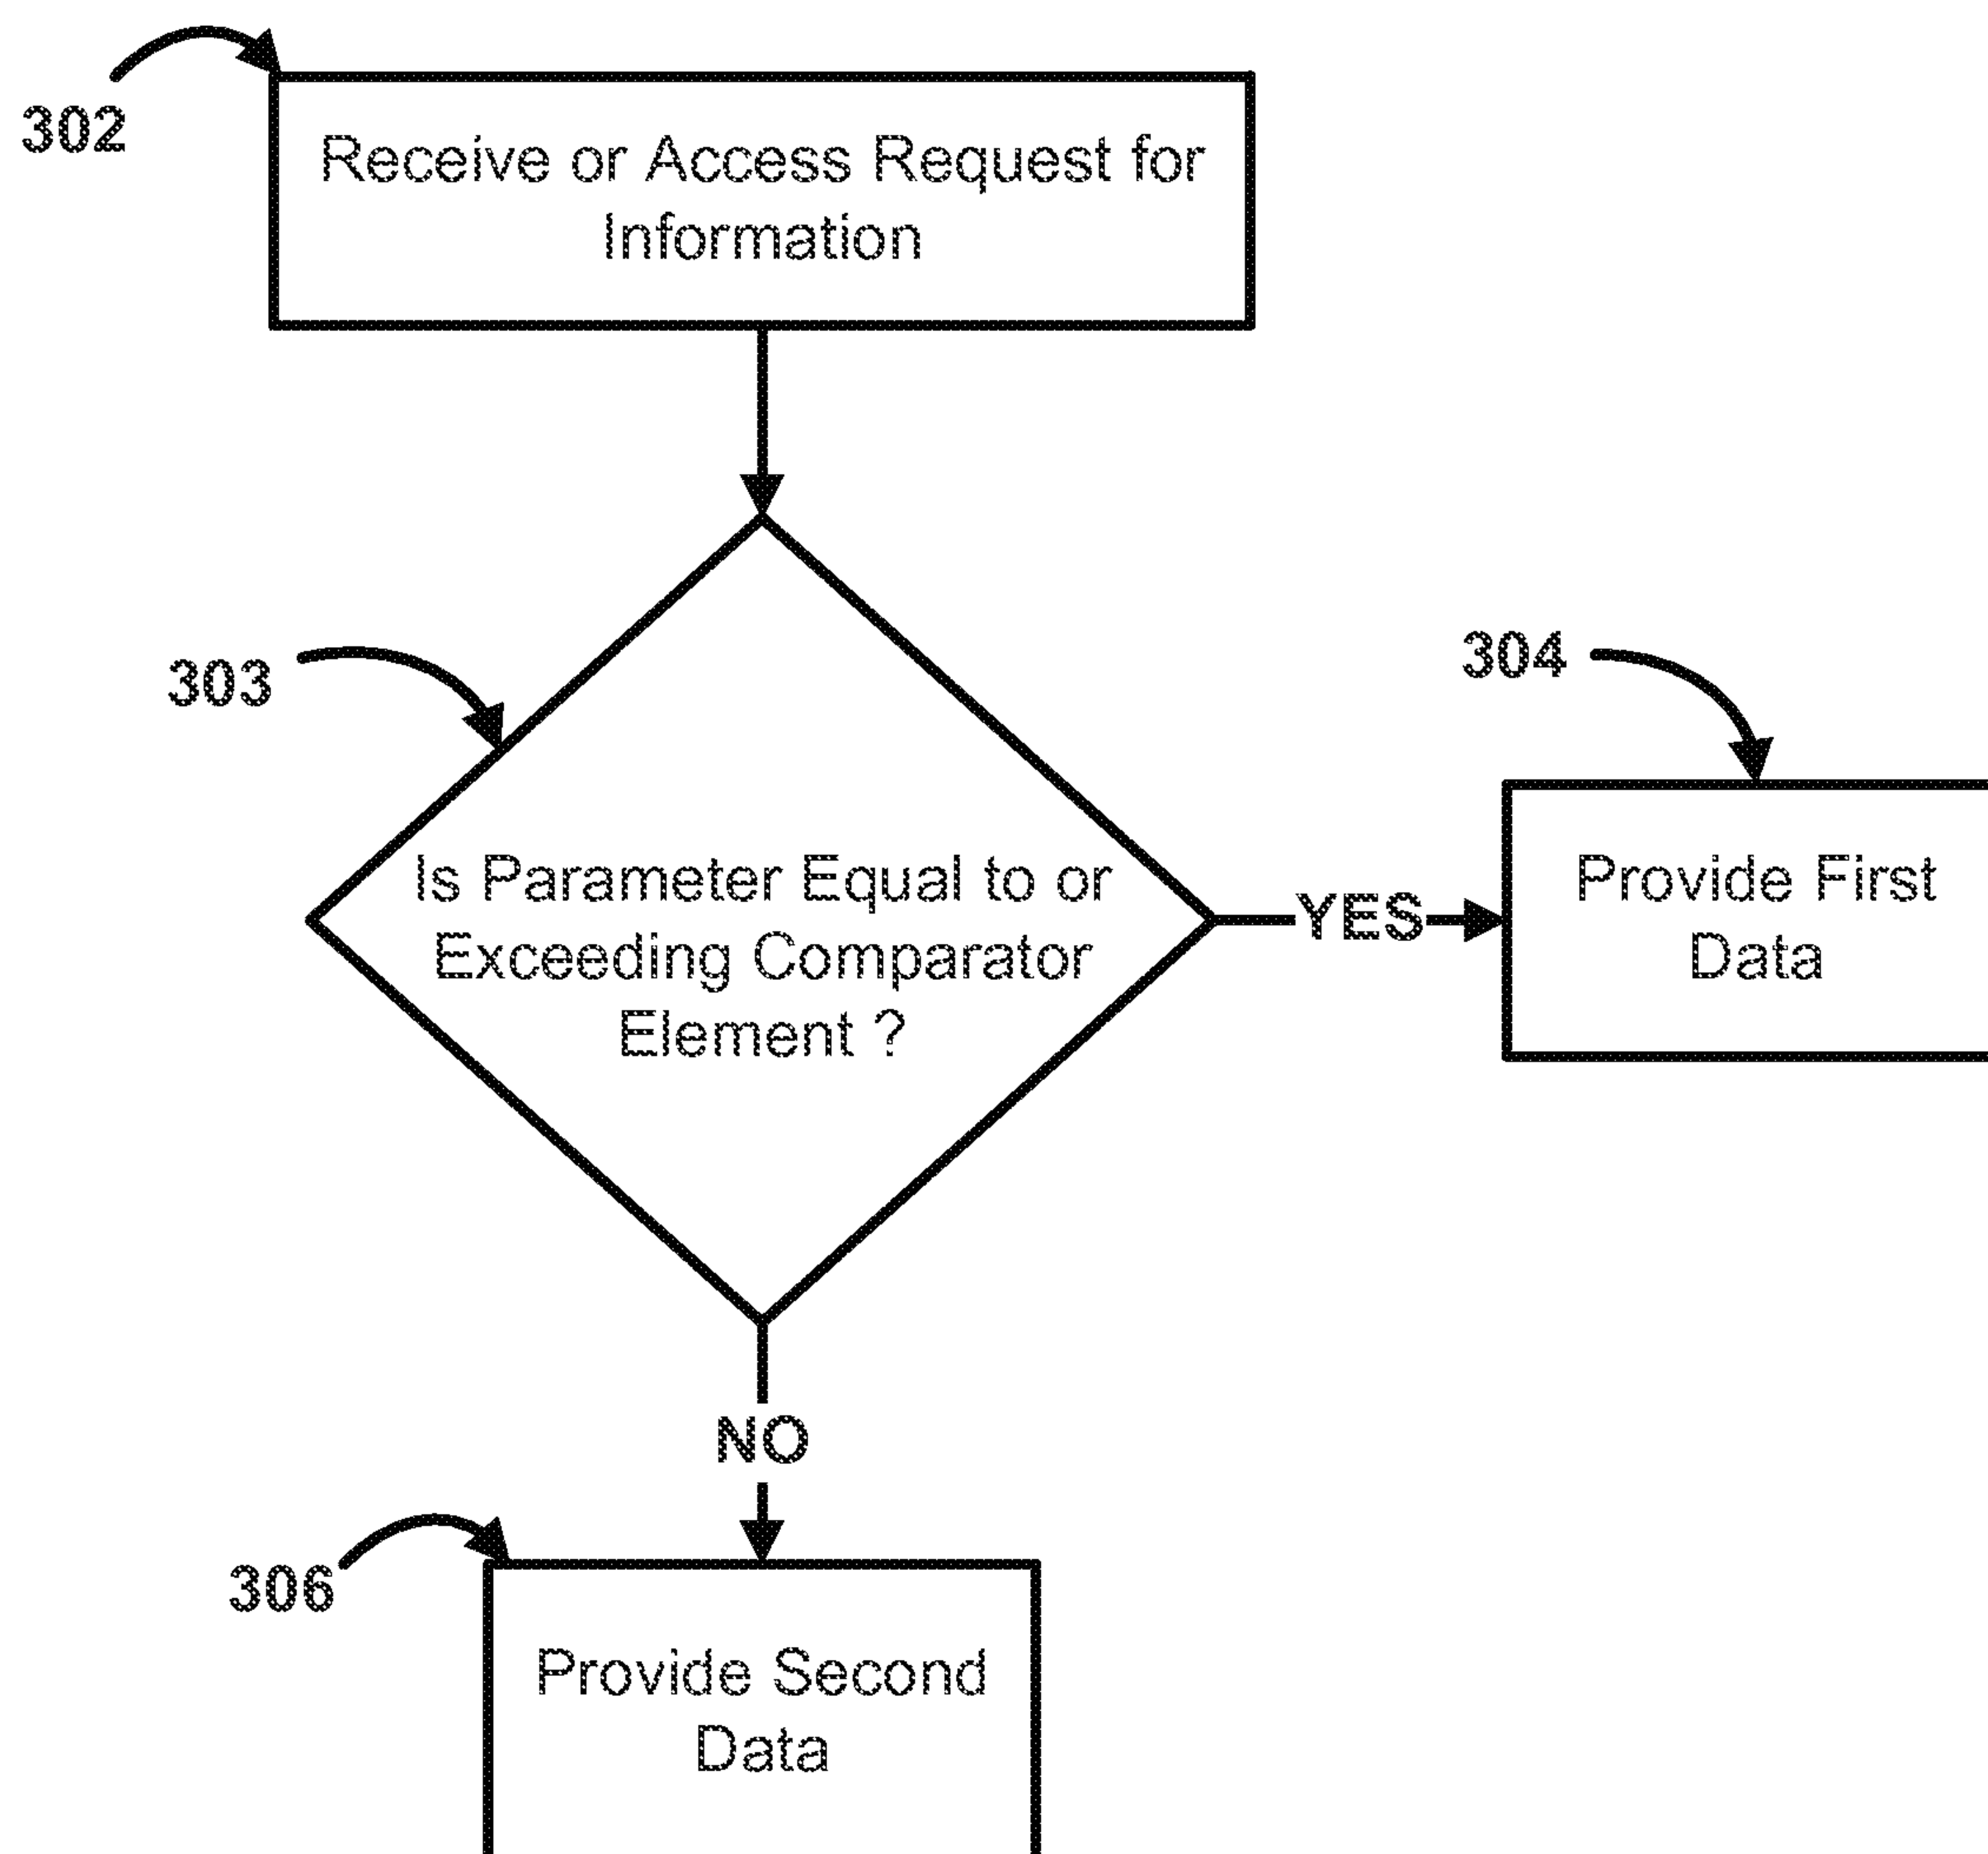 302
Receive or Access Request for
Information
303
304
Is Parameter Equal to or
Exceeding Comparator
Element ?
YES
Provide First
Data
NO
306
Provide Second
Data